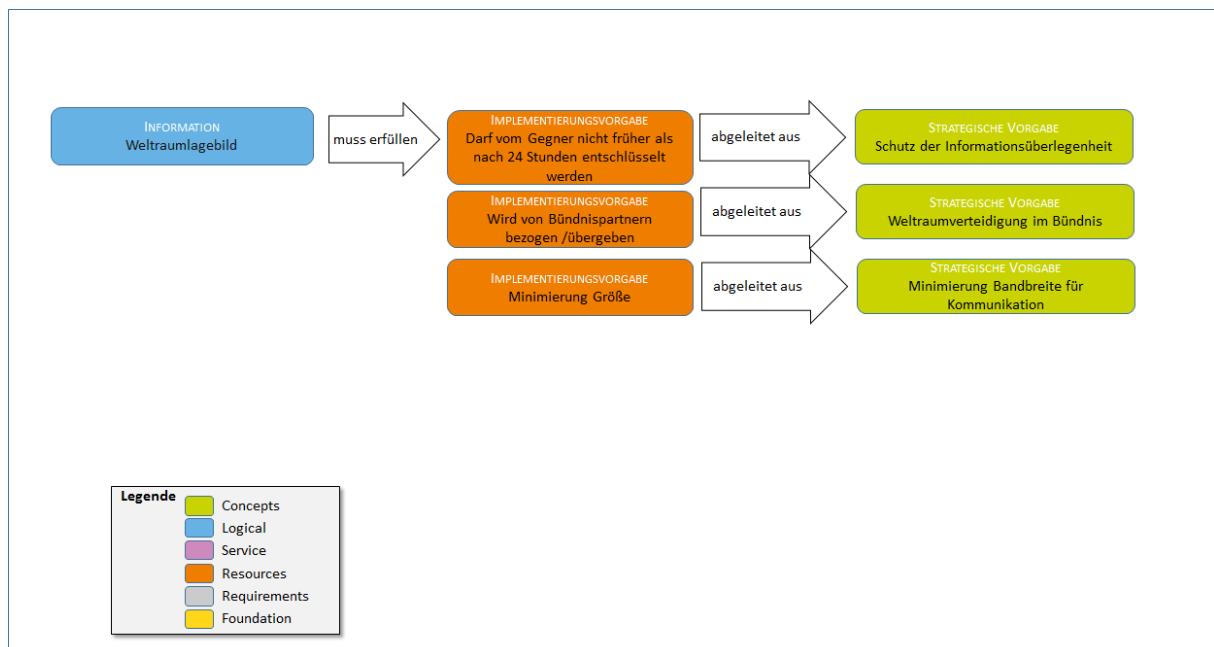 INFORMATION
Weltraumlagebild
muss erfüllen
IMPLEMENTIERUNGSVORGABE
Darf vom Gegner nicht früher als
nach 24 Stunden entschlüsselt
werden
abgeleitet aus
STRATEGISCHE VORGABE
Schutz der Informationsüberlegenheit
IMPLEMENTIERUNGSVORGABE
Wird von Bündnispartnern
bezogen /übergeben
abgeleitet aus
STRATEGISCHE VORGABE
Weltraumverteidigung im Bündnis
IMPLEMENTIERUNGSVORGABE
Minimierung Größe
abgeleitet aus
STRATEGISCHE VORGABE
Minimierung Bandbreite für
Kommunikation
Legende
Concepts
Logical
Service
Resources
Requirements
Foundation